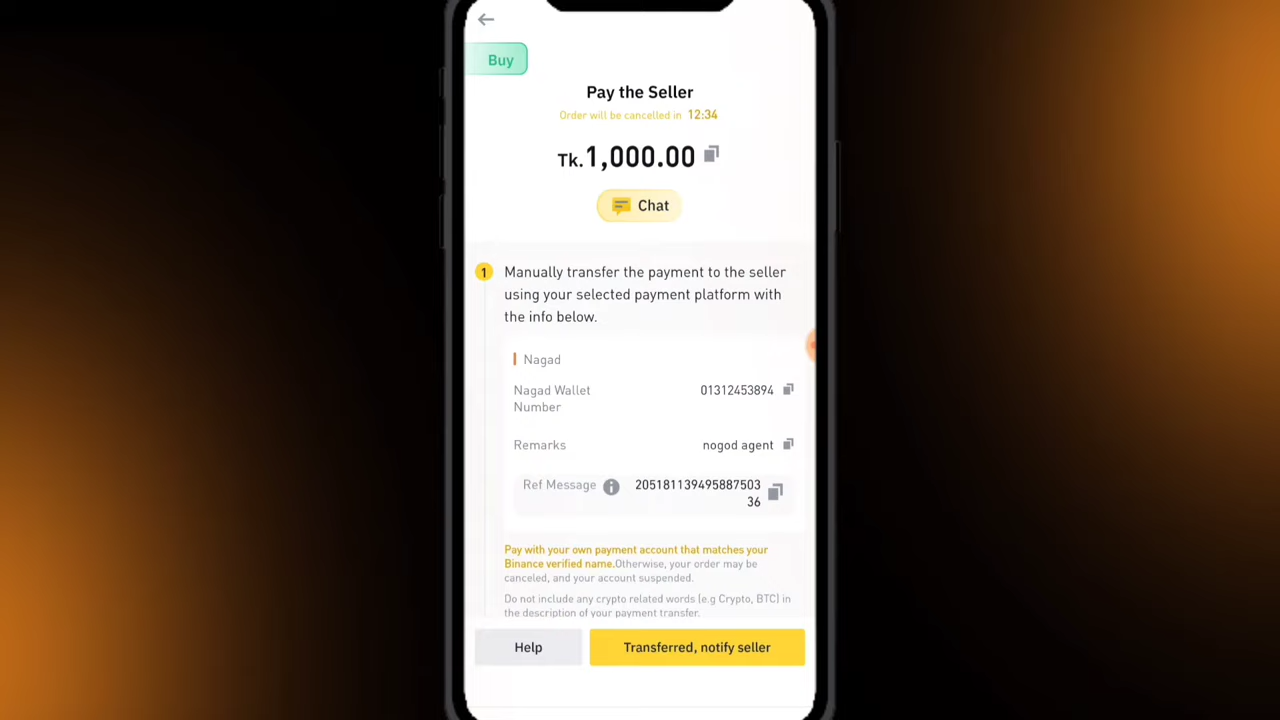 Buy
Pay the Seller
Order will be cancelled in 12:34
Tk.1,000.00
Chat
1 Manually transfer the payment to the seller
using your selected payment platform with
the info below.
Nagad
Nagad Wallet 01312453894
Number
Remarks nogod agent
Ref Message 205181139495887503
36
Pay with your own payment account that matches your
Binance verified name.Otherwise, your order may be
canceled, and your account suspended.
Do not include any crypto related words (e.g Crypto, BTC) in
the description of your payment transfer.
Help Transferred, notify seller